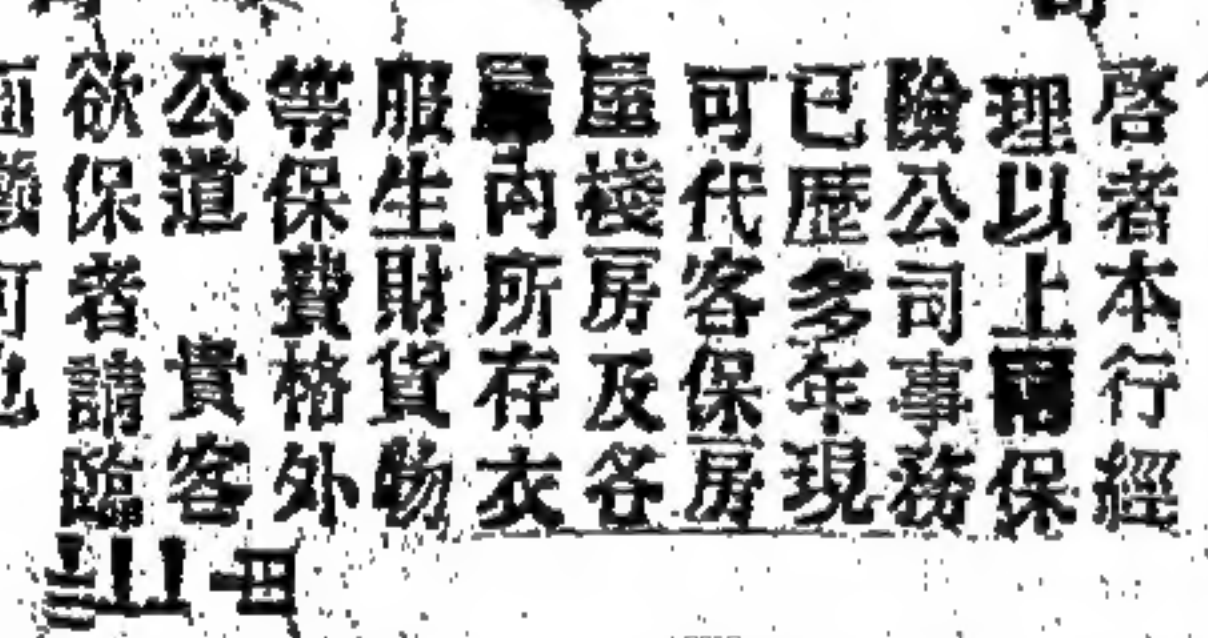 啓者本行經
理以上兩保
險公司事務
已歷多年現
可代客保房
屋棧房及各
屋內所存衣
服生財貨物
等保費格外
公道 貴客
欲保者請臨
面議可也